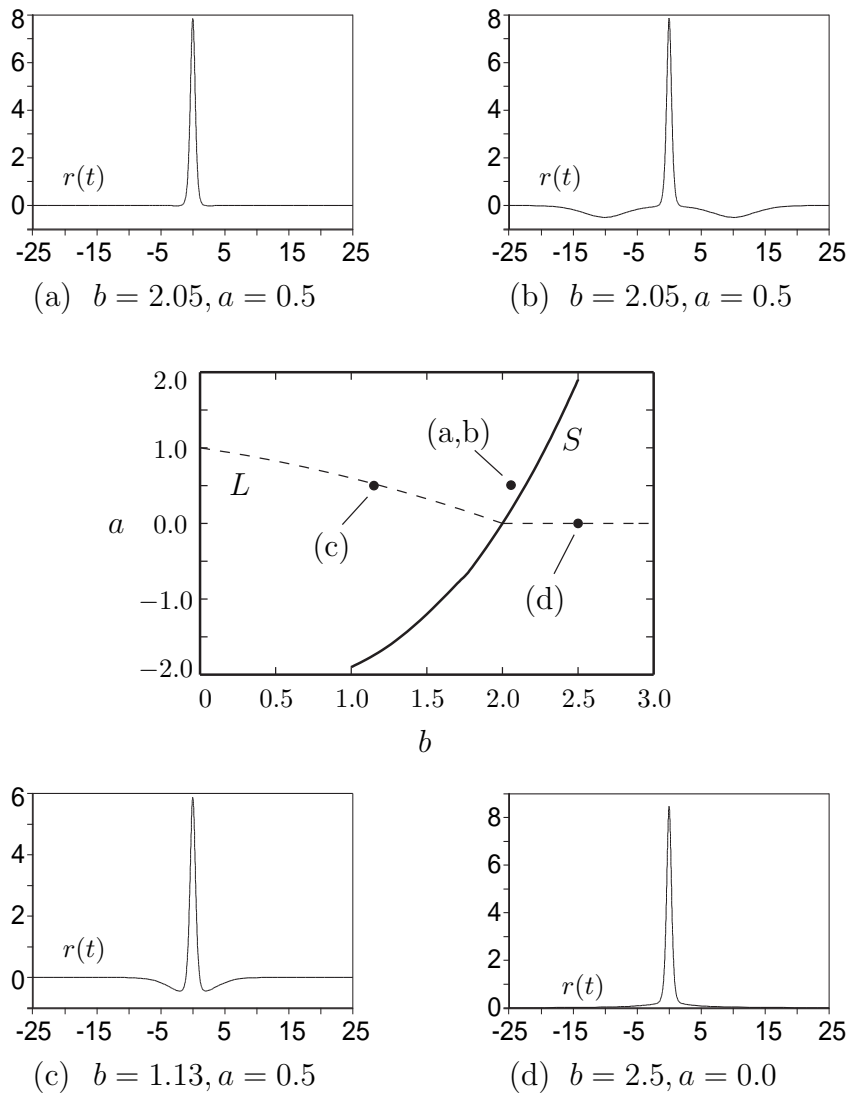 8
6
4
2
0
r(t)
-25 -15 -5 5 15 25
(a) b = 2.05, a = 0.5
8
6
4
2
0
r(t)
-25 -15 -5 5 15 25
(b) b = 2.05, a = 0.5
2.0
1.0
0.0
−1.0
−2.0
a
L
(a,b)
S
(c)
(d)
0 1.0 1.5 2.0 2.5 3.0
b
6
4
2
0
r(t)
-25 -15 -5 5 15 25
(c) b = 1.13, a = 0.5
8
6
4
2
0
r(t)
-25 -15 -5 5 15 25
(d) b = 2.5, a = 0.0